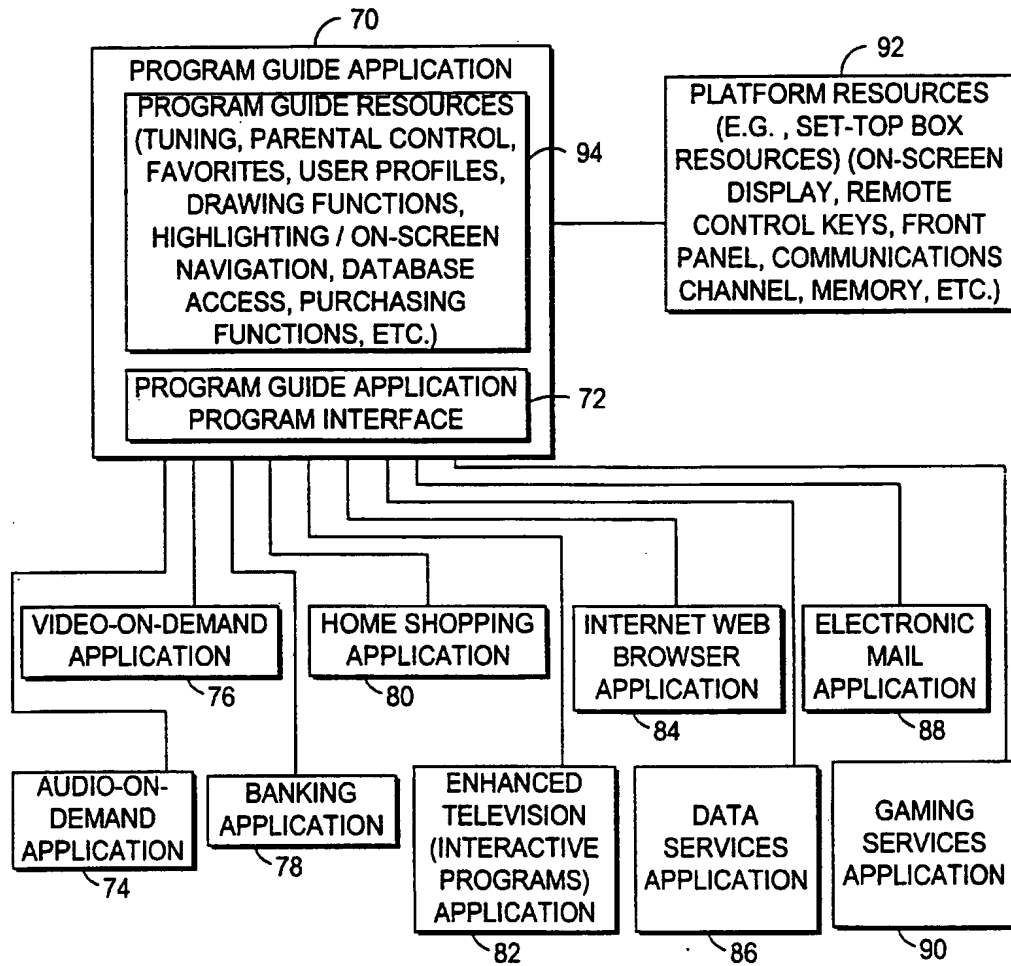 70
PROGRAM GUIDE APPLICATION
PROGRAM GUIDE RESOURCES
(TUNING, PARENTAL CONTROL,
FAVORITES, USER PROFILES,
DRAWING FUNCTIONS,
HIGHLIGHTING / ON-SCREEN
NAVIGATION, DATABASE
ACCESS, PURCHASING
FUNCTIONS, ETC.)
94
PROGRAM GUIDE APPLICATION
PROGRAM INTERFACE
72
92
PLATFORM RESOURCES
(E.G. , SET-TOP BOX
RESOURCES) (ON-SCREEN
DISPLAY, REMOTE
CONTROL KEYS, FRONT
PANEL, COMMUNICATIONS
CHANNEL, MEMORY, ETC.)
VIDEO-ON-DEMAND
APPLICATION
76
HOME SHOPPING
APPLICATION
80
INTERNET WEB
BROWSER
APPLICATION
84
ELECTRONIC
MAIL
APPLICATION
88
AUDIO-ON-
DEMAND
APPLICATION
74
BANKING
APPLICATION
78
ENHANCED
TELEVISION
(INTERACTIVE
PROGRAMS)
APPLICATION
82
DATA
SERVICES
APPLICATION
86
GAMING
SERVICES
APPLICATION
90